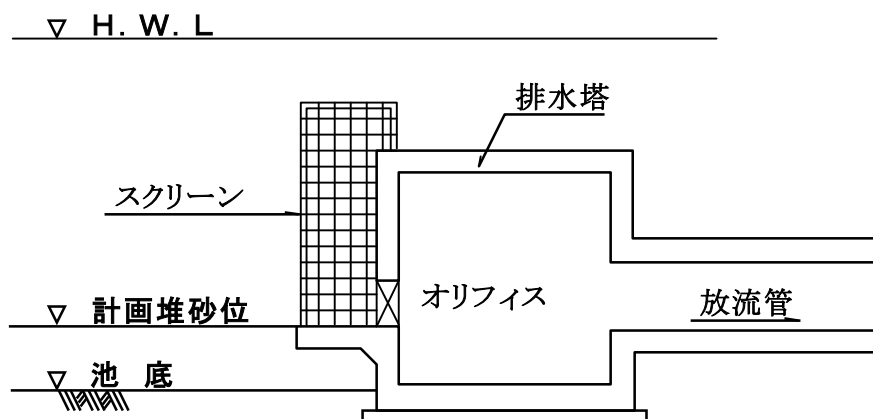 H. W. L
排水塔
スクリーン
オリフィス
計画堆砂位
放流管
池 底